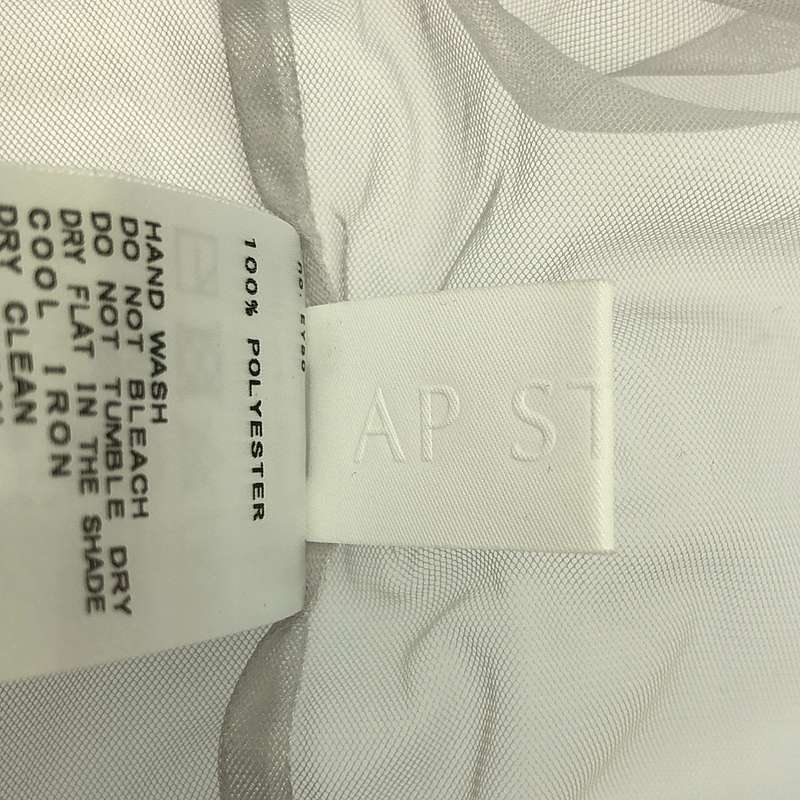 100% POLYESTER
HAND WASH
DO NOT BLEACH
DO NOT TUMBLE DRY
DRY FLAT IN THE SHADE
COOL IRON
DRY CLEAN
AP ST